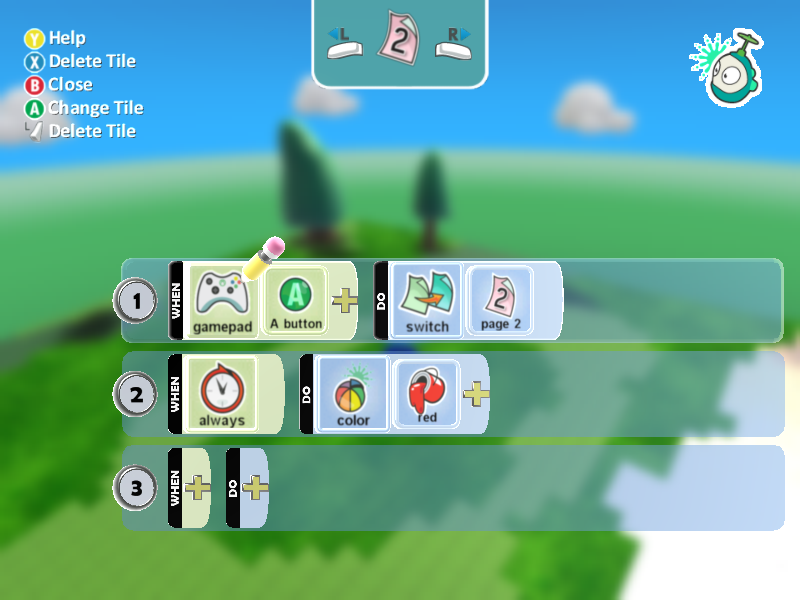 L 2 R
Y Help
X Delete Tile
B Close
A Change Tile
Delete Tile
1 WHEN gamepad A A button DO switch 2 page 2
2 WHEN always DO color red
3 WHEN DO